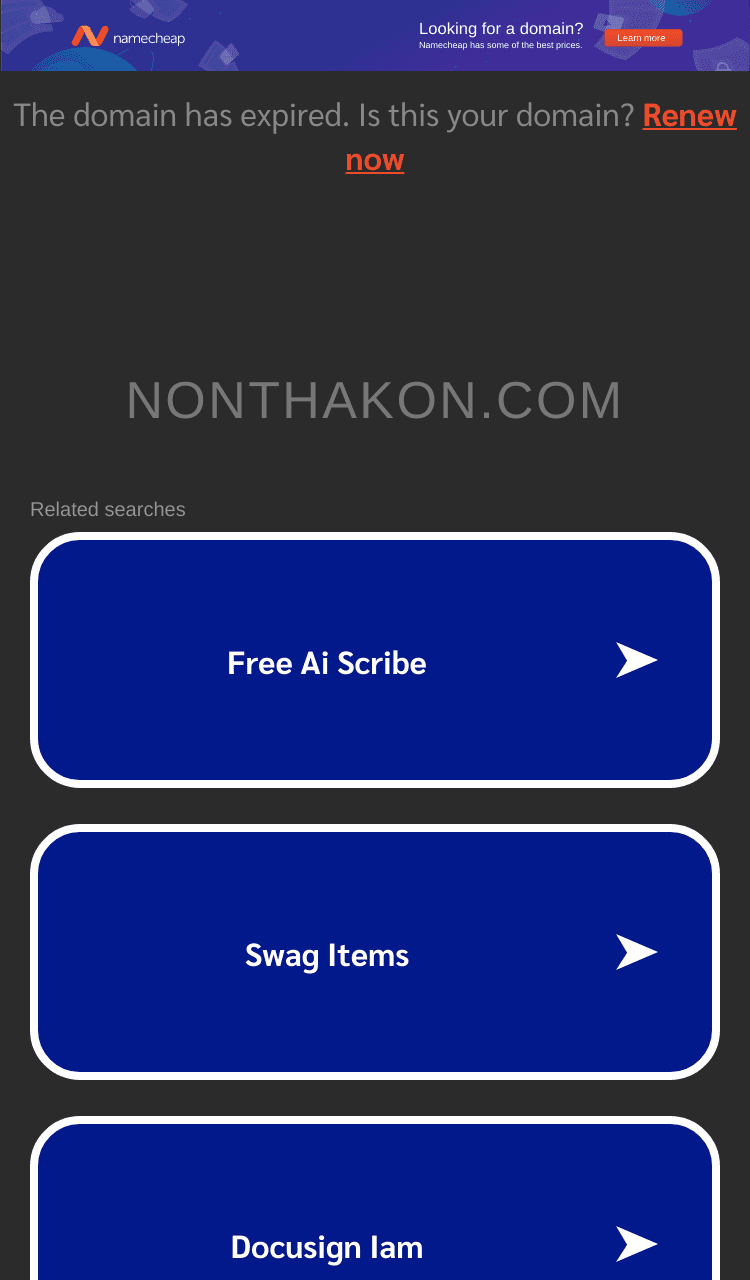 namecheap
Looking for a domain?
Namecheap has some of the best prices.
Learn more
The domain has expired. Is this your domain? Renew
now
NONTHAKON.COM
Related searches
Free Ai Scribe
Swag Items
Docusign Iam